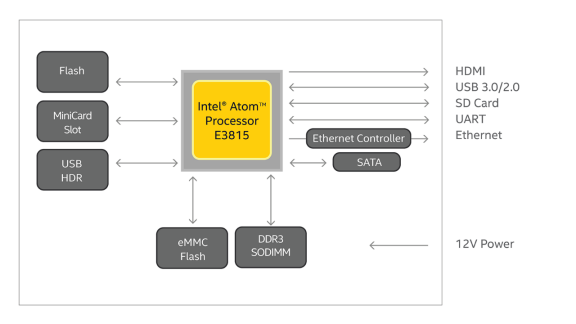 Flash
MiniCard
Slot
USB
HDR
Intel® Atom™
Processor
E3815
HDMI
USB 3.0/2.0
SD Card
UART
Ethernet
Ethernet Controller
SATA
eMMC
Flash
DDR3
SODIMM
12V Power